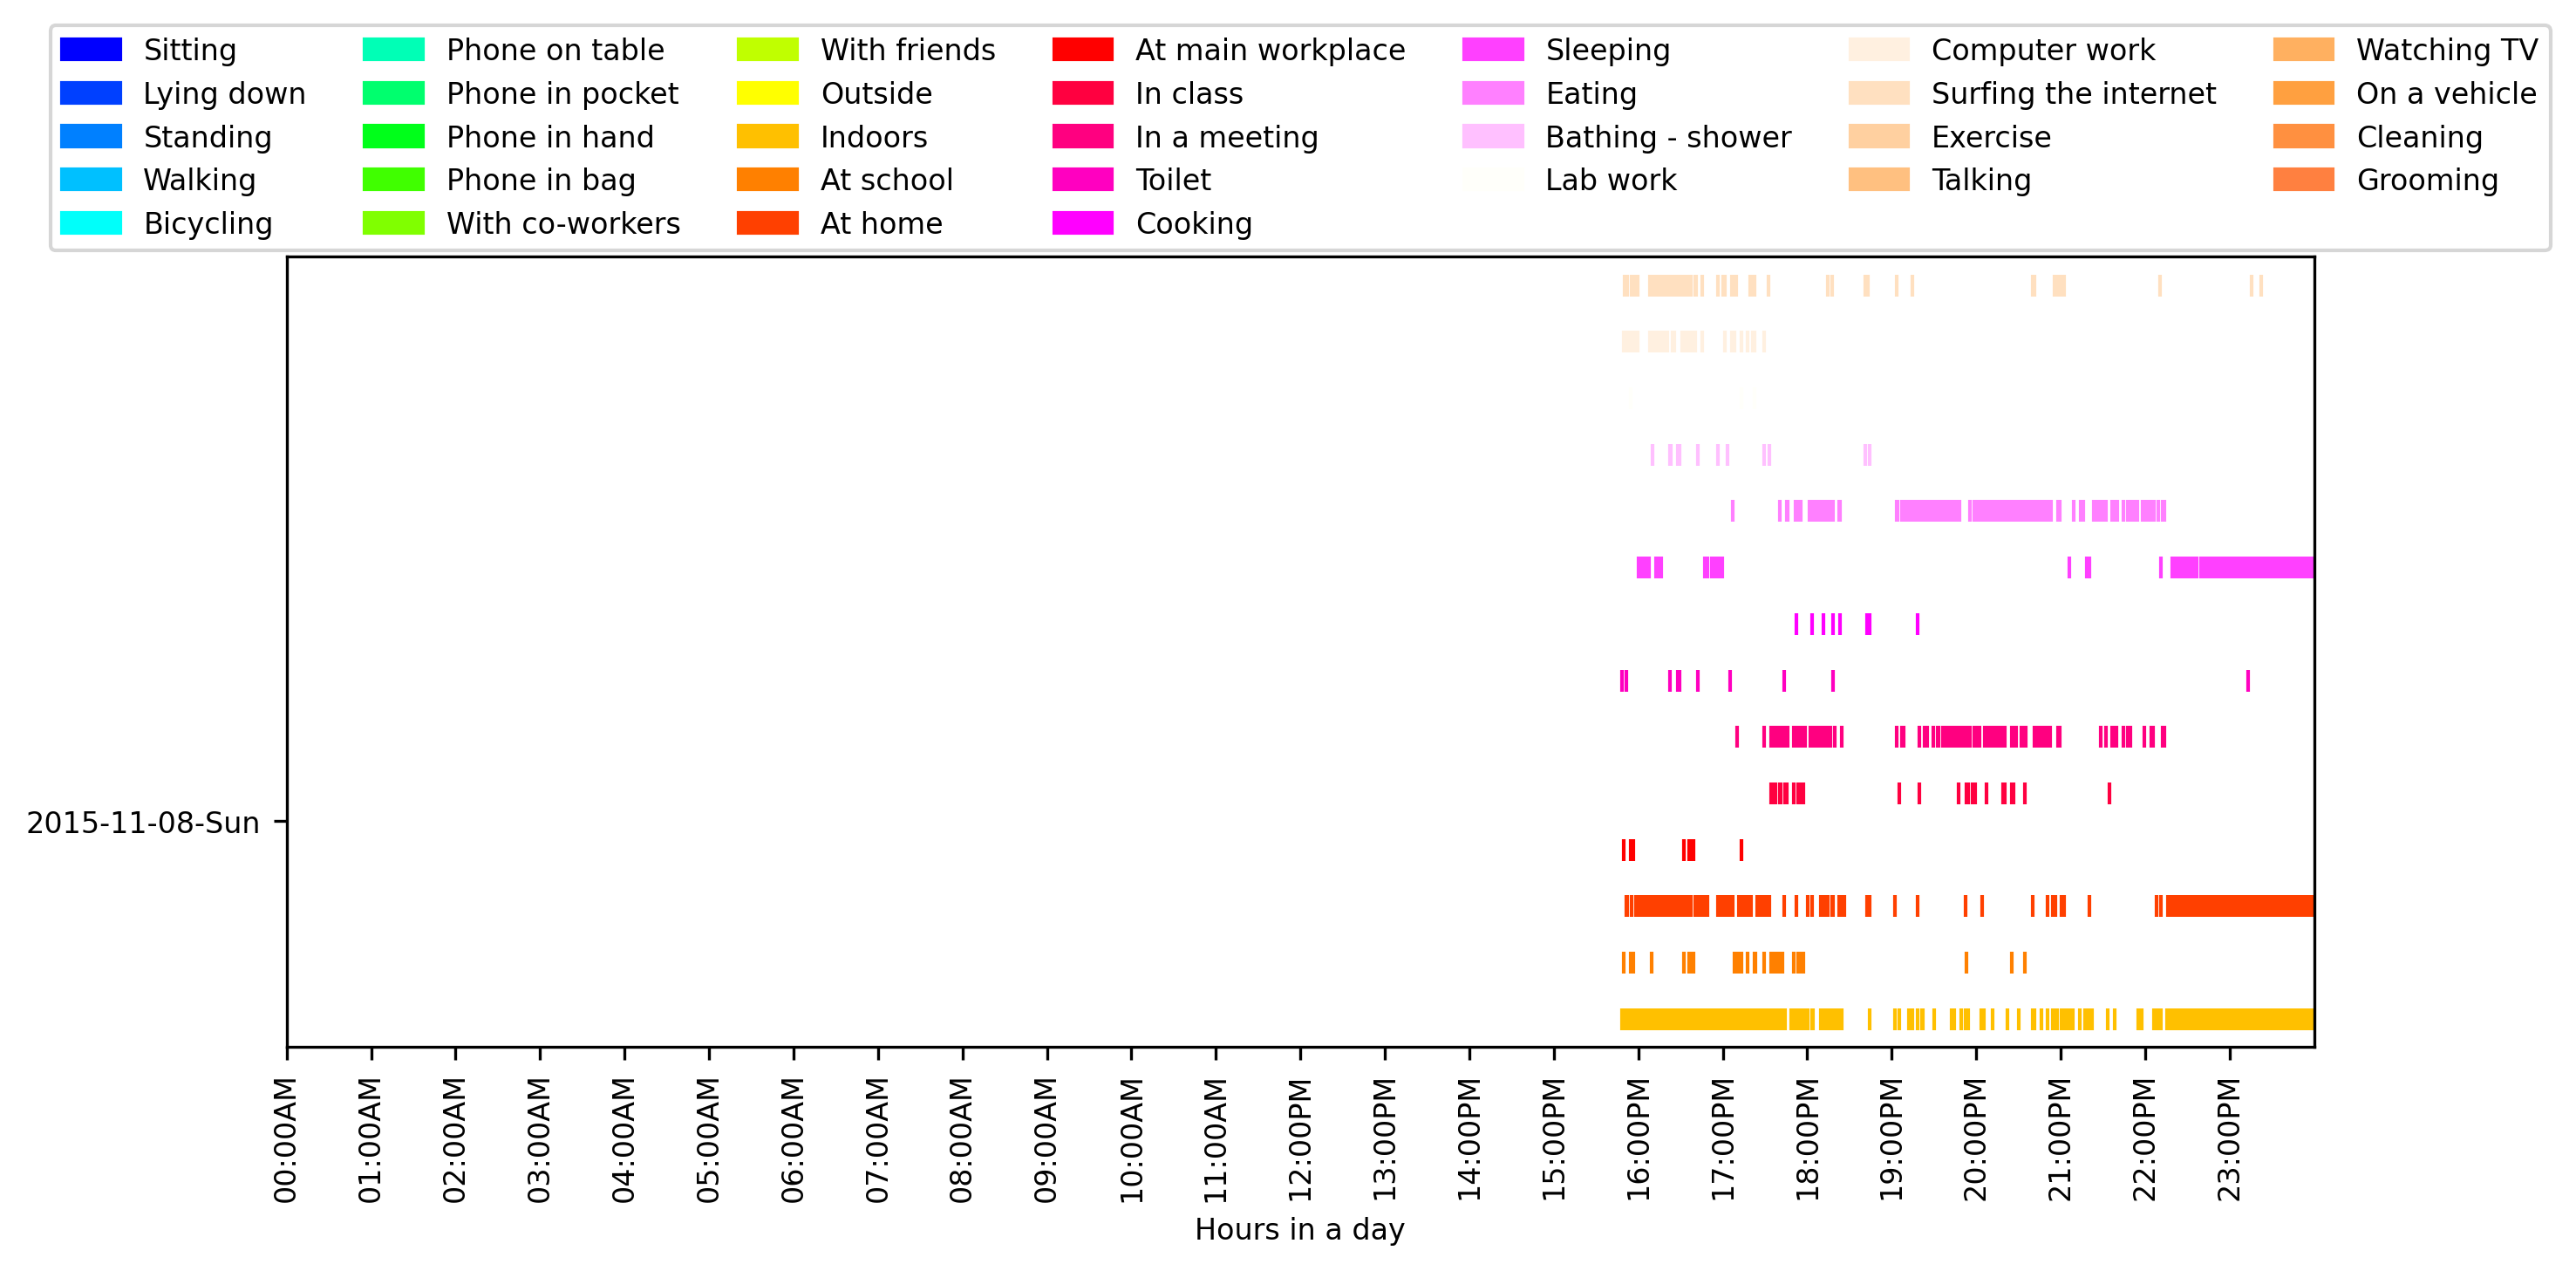 Sitting
Lying down
Standing
Walking
Bicycling
Phone on table
Phone in pocket
Phone in hand
Phone in bag
With co-workers
With friends
Outside
Indoors
At school
At home
At main workplace
In class
In a meeting
Toilet
Cooking
Sleeping
Eating
Bathing - shower
Lab work
Computer work
Surfing the internet
Exercise
Talking
Watching TV
On a vehicle
Cleaning
Grooming
2015-11-08-Sun
00:00AM
01:00AM
02:00AM
03:00AM
04:00AM
05:00AM
06:00AM
07:00AM
08:00AM
09:00AM
10:00AM
11:00AM
12:00PM
13:00PM
14:00PM
15:00PM
16:00PM
17:00PM
18:00PM
19:00PM
20:00PM
21:00PM
22:00PM
23:00PM
Hours in a day